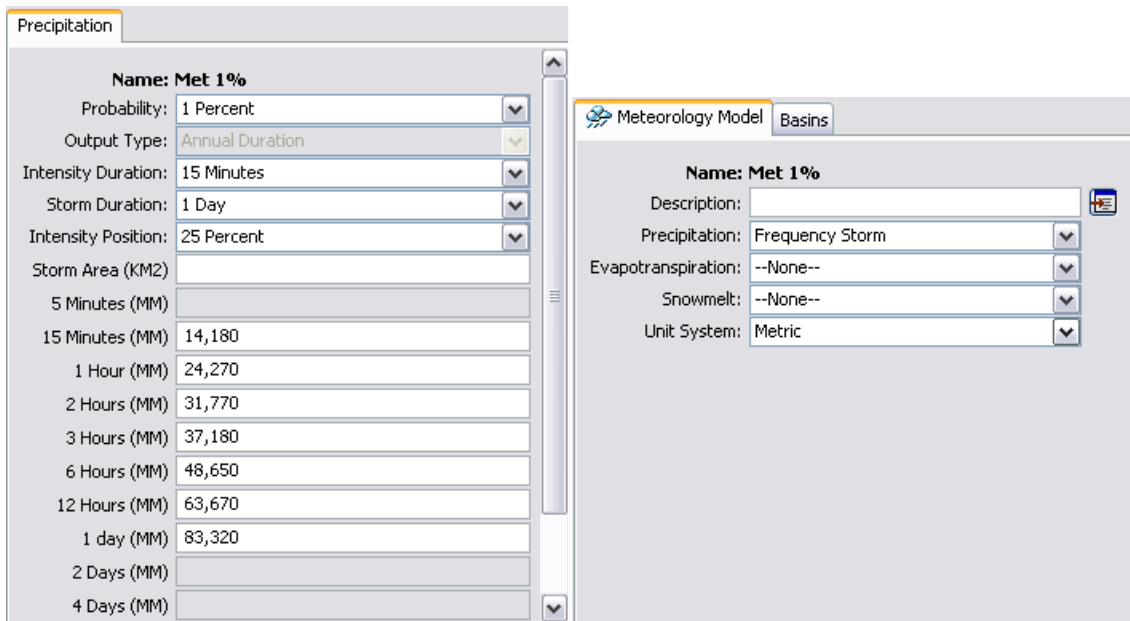 Precipitation
Name: Met 1%
Probability: 1 Percent
Output Type: Annual Duration
Intensity Duration: 15 Minutes
Storm Duration: 1 Day
Intensity Position: 25 Percent
Storm Area (KM2)
5 Minutes (MM)
15 Minutes (MM) 14,180
1 Hour (MM) 24,270
2 Hours (MM) 31,770
3 Hours (MM) 37,180
6 Hours (MM) 48,650
12 Hours (MM) 63,670
1 day (MM) 83,320
2 Days (MM)
4 Days (MM)
Meteorology Model Basins
Name: Met 1%
Description:
Precipitation: Frequency Storm
Evapotranspiration: --None--
Snowmelt: --None--
Unit System: Metric